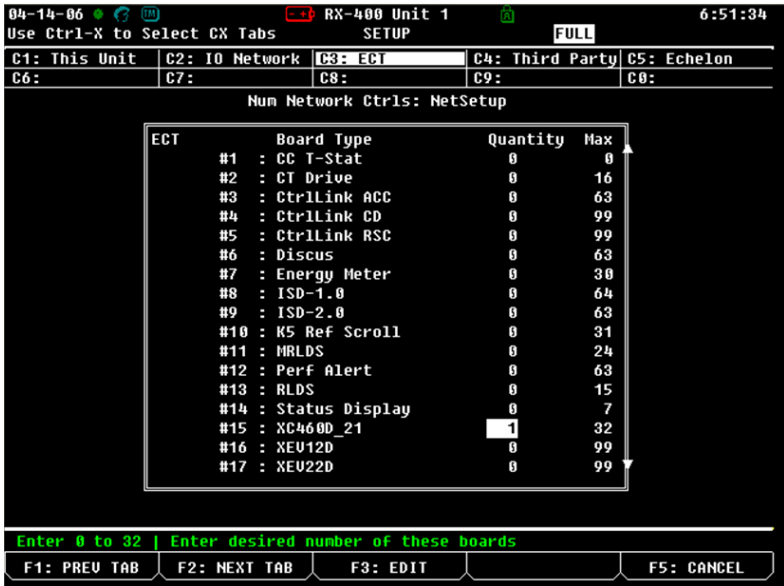 04-14-06 TM RX-400 Unit 1 A 6:51:34
Use Ctrl-X to Select CX Tabs SETUP FULL
C1: This Unit C2: IO Network C3: ECT C4: Third Party C5: Echelon
C6: C7: C8: C9: C0:
Num Network Ctrls: NetSetup
ECT Board Type Quantity Max
#1 : CC T-Stat 0 0
#2 : CT Drive 0 16
#3 : CtrlLink ACC 0 63
#4 : CtrlLink CD 0 99
#5 : CtrlLink RSC 0 99
#6 : Discus 0 63
#7 : Energy Meter 0 30
#8 : ISD-1.0 0 64
#9 : ISD-2.0 0 63
#10 : K5 Ref Scroll 0 31
#11 : MRLDS 0 24
#12 : Perf Alert 0 63
#13 : RLDS 0 15
#14 : Status Display 0 7
#15 : XC460D_21 1 32
#16 : XEV12D 0 99
#17 : XEV22D 0 99
Enter 0 to 32 | Enter desired number of these boards
F1: PREV TAB F2: NEXT TAB F3: EDIT F5: CANCEL